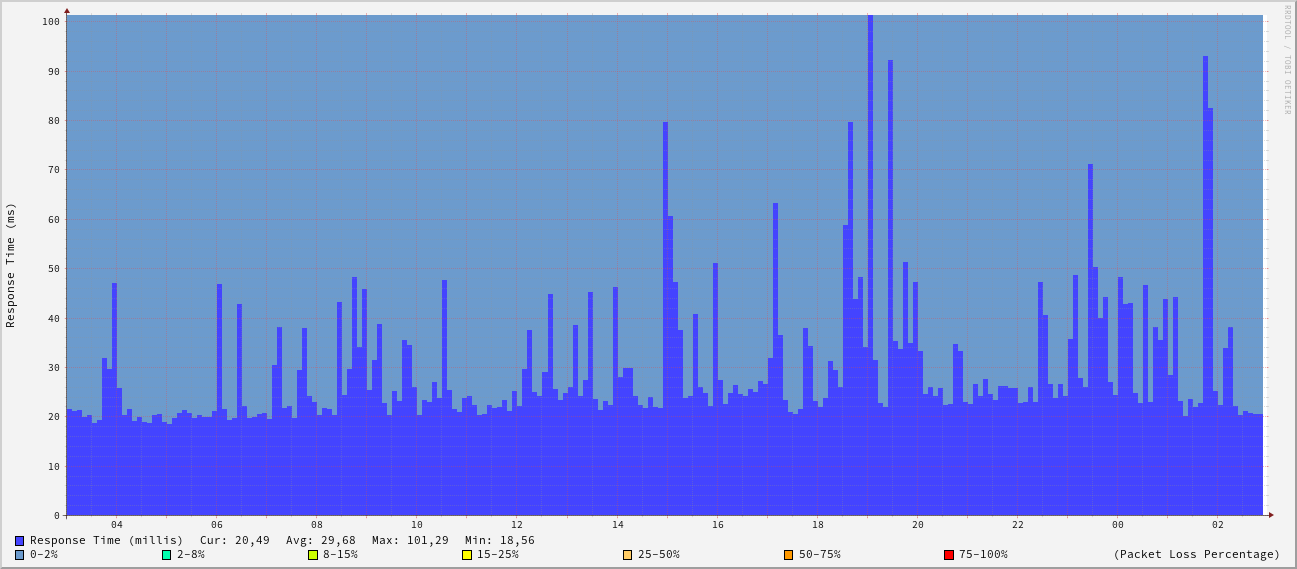 RRDTOOL / TOBI OETIKER
Response Time (ms)
100
90
80
70
60
50
40
30
20
10
0
04 06 08 10 12 14 16 18 20 22 00 02
Response Time (millis) Cur: 20,49 Avg: 29,68 Max: 101,29 Min: 18,56
0-2% 2-8% 8-15% 15-25% 25-50% 50-75% 75-100% (Packet Loss Percentage)